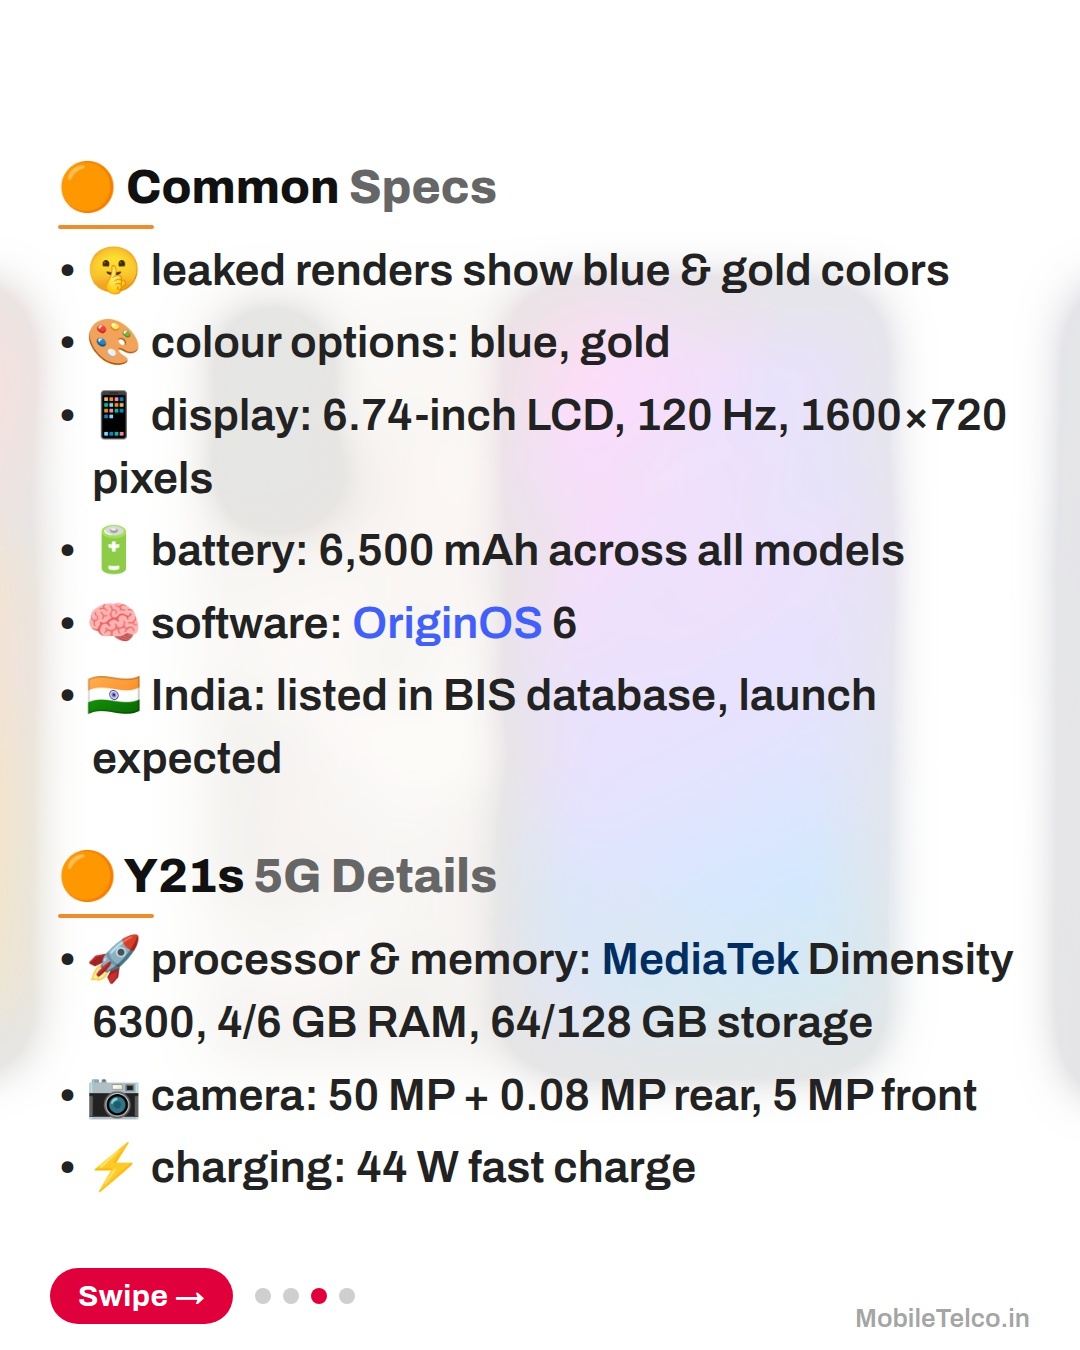 🟠 Common Specs
• 🤫 leaked renders show blue & gold colors
• 🎨 colour options: blue, gold
• 📱 display: 6.74-inch LCD, 120 Hz, 1600×720
pixels
• 🔋 battery: 6,500 mAh across all models
• 🧠 software: OriginOS 6
• 🇮🇳 India: listed in BIS database, launch
expected
🟠 Y21s 5G Details
• 🚀 processor & memory: MediaTek Dimensity
6300, 4/6 GB RAM, 64/128 GB storage
• 📷 camera: 50 MP + 0.08 MP rear, 5 MP front
• ⚡ charging: 44 W fast charge
Swipe →
MobileTelco.in